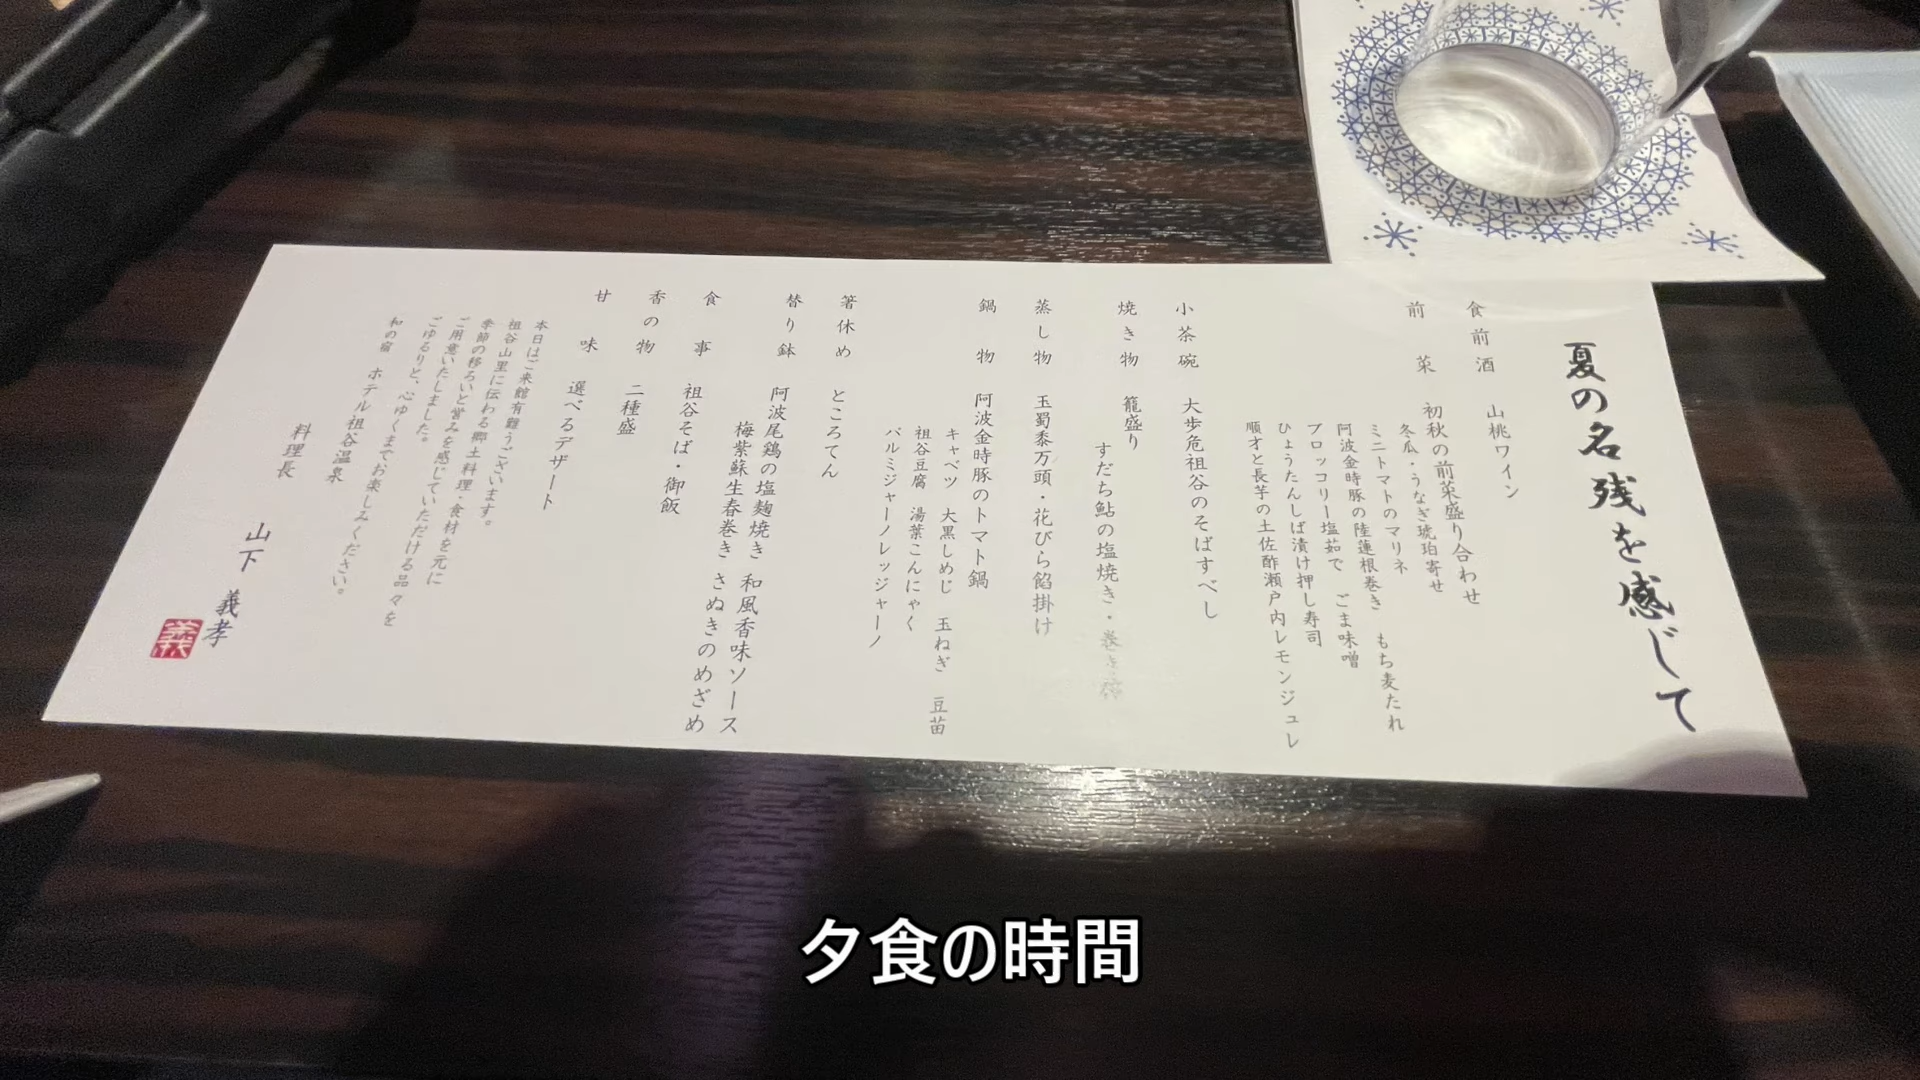 夏の名残を感じて
食前酒 山桃ワイン
前菜 初秋の前菜盛り合わせ
冬瓜・うなぎ琥珀寄せ
ミニトマトのマリネ もち麦たれ
阿波金時豚の陸蓮根巻き
ブロッコリー塩茹で ごま味噌
ひょうたんしば漬け押し寿司
順才と長芋の土佐酢瀬戸内レモンジュレ
小茶碗 大歩危祖谷のそばすべし
焼き物 籠盛り
すだち鮎の塩焼き・巻き
蒸し物 玉蜀黍万頭・花びら餡掛け
鍋物 阿波金時豚のトマト鍋
キャベツ 大黒しめじ 玉ねぎ 豆苗
祖谷豆腐 湯葉こんにゃく
パルミジャーノレッジャーノ
箸休め ところてん
替り鉢 阿波尾鶏の塩麹焼き 和風香味ソース
梅紫蘇生春巻き さぬきのめざめ
食事 祖谷そば・御飯
香の物 二種盛
甘味 選べるデザート
本日はご来館有難うございます。
祖谷山里に伝わる郷土料理・食材を元に
季節の移ろいと営みを感じていただける品々を
ご用意いたしました。
ごゆるりと、心ゆくまでお楽しみください。
和の宿 ホテル祖谷温泉
料理長 山下 義孝
義
夕食の時間